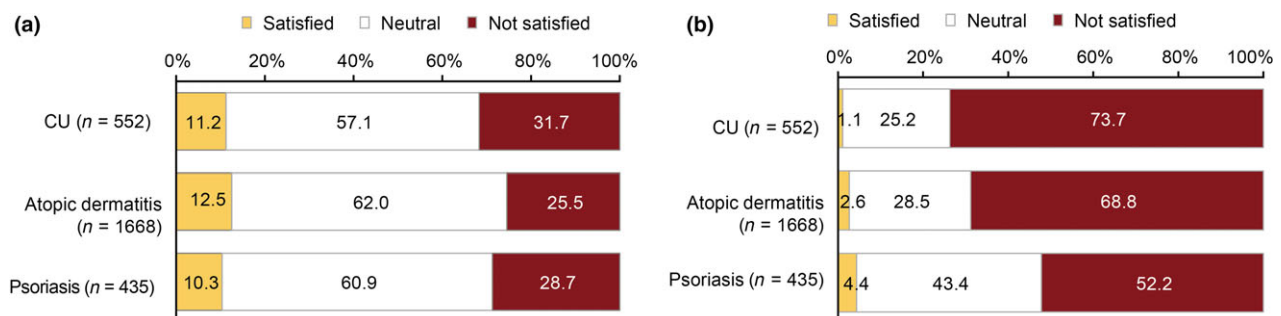 (a)
Satisfied Neutral Not satisfied
0% 20% 40% 60% 80% 100%
CU (n = 552) 11.2 57.1 31.7
Atopic dermatitis
(n = 1668) 12.5 62.0 25.5
Psoriasis (n = 435) 10.3 60.9 28.7
(b)
Satisfied Neutral Not satisfied
0% 20% 40% 60% 80% 100%
CU (n = 552) 1.1 25.2 73.7
Atopic dermatitis
(n = 1668) 2.6 28.5 68.8
Psoriasis (n = 435) 4.4 43.4 52.2